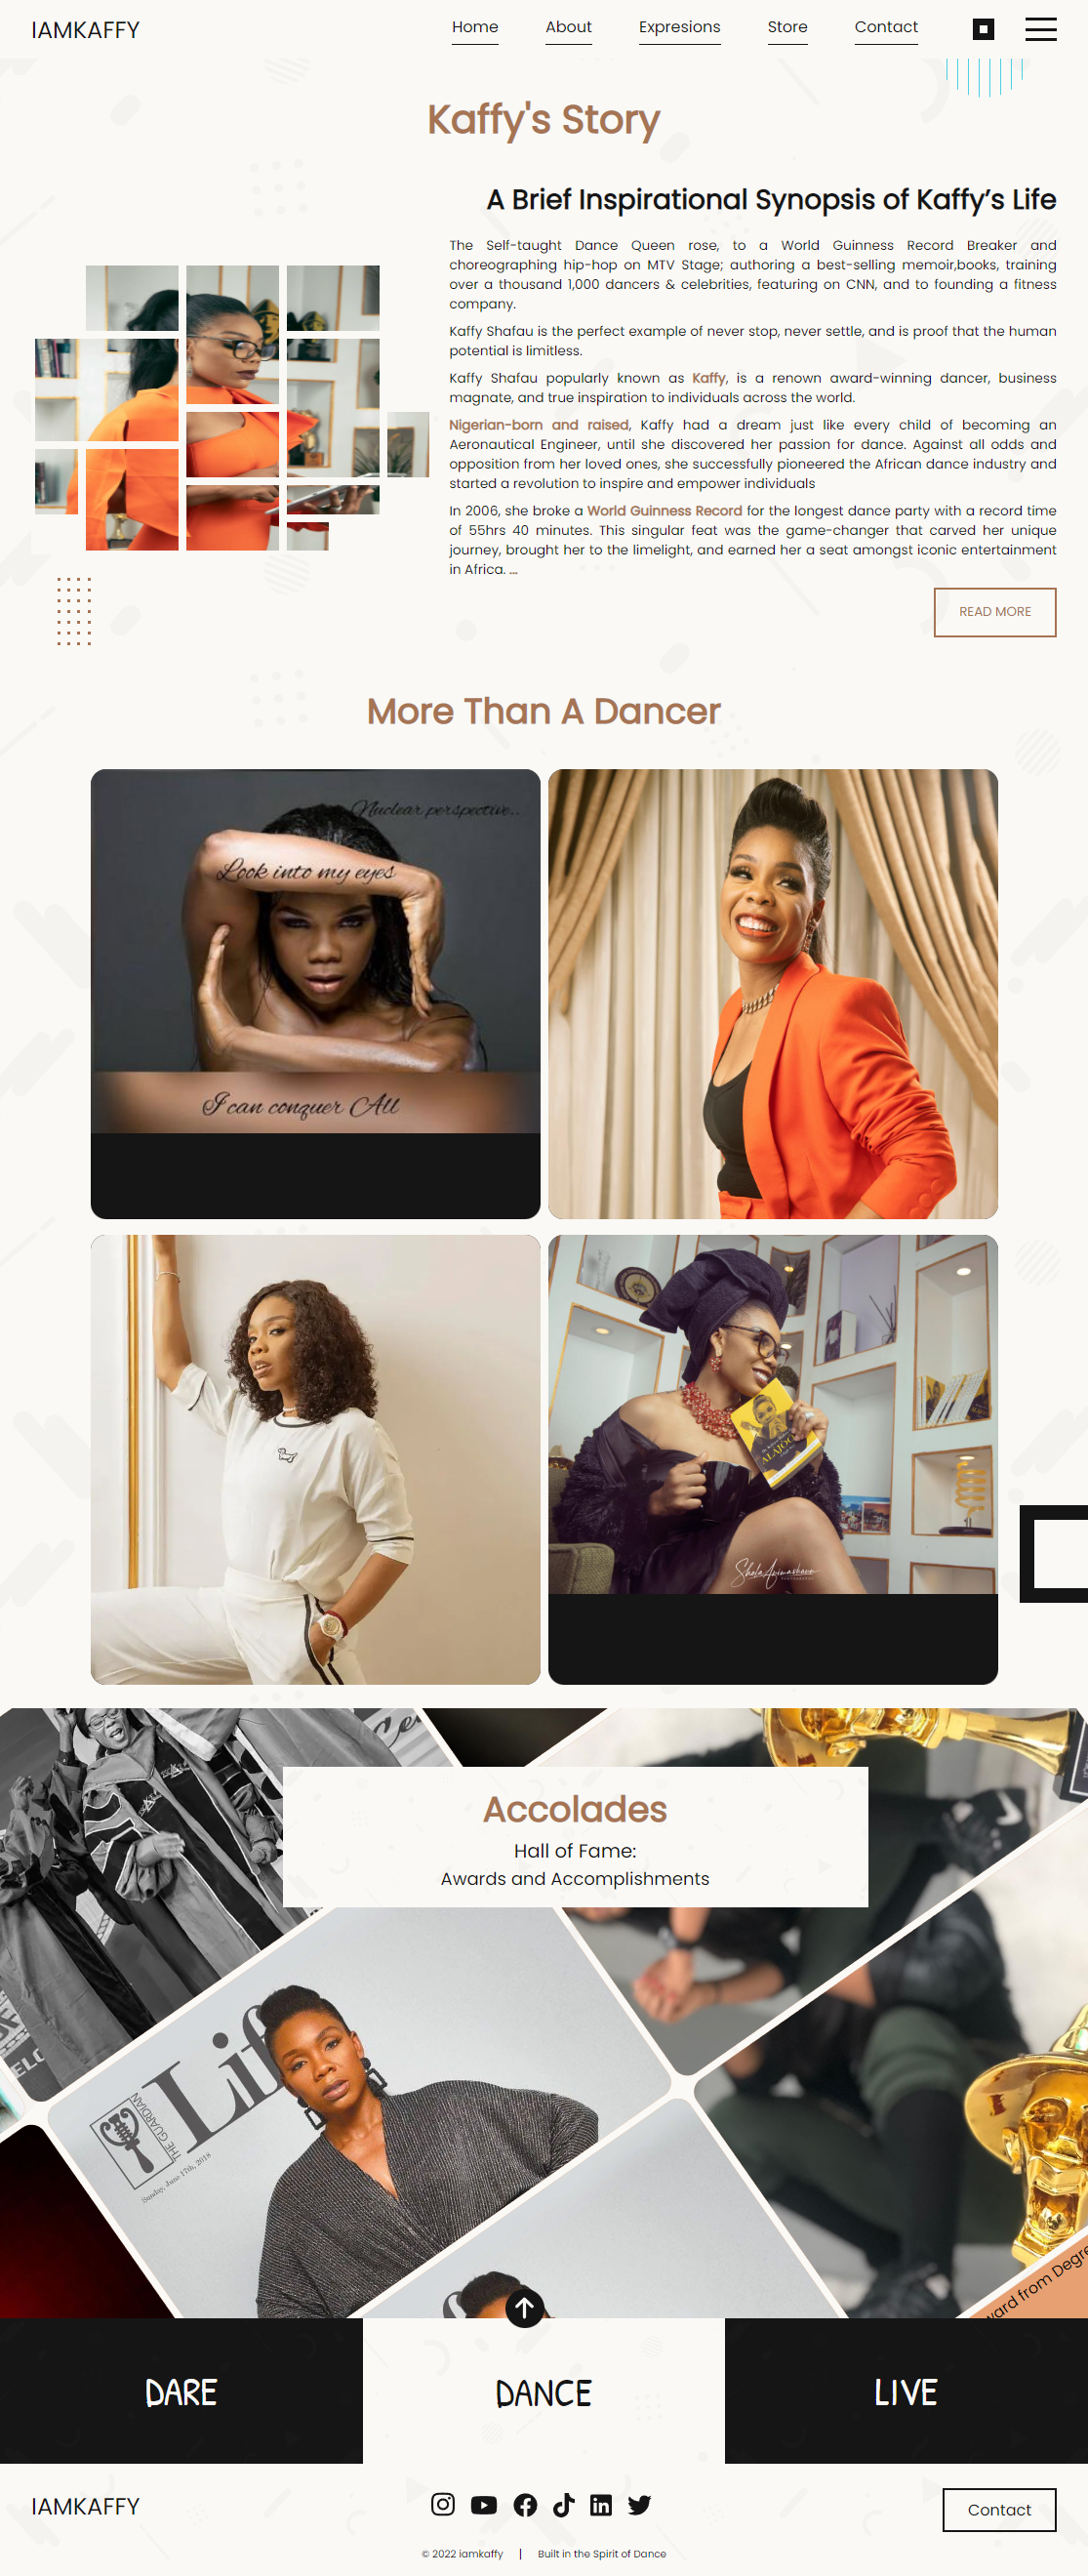 IAMKAFFY
Home About Expresions Store Contact
Kaffy's Story
A Brief Inspirational Synopsis of Kaffy’s Life
The Self-taught Dance Queen rose, to a World Guinness Record Breaker and
choreographing hip-hop on MTV Stage; authoring a best-selling memoir,books, training
over a thousand 1,000 dancers & celebrities, featuring on CNN, and to founding a fitness
company.
Kaffy Shafau is the perfect example of never stop, never settle, and is proof that the human
potential is limitless.
Kaffy Shafau popularly known as Kaffy, is a renown award-winning dancer, business
magnate, and true inspiration to individuals across the world.
Nigerian-born and raised, Kaffy had a dream just like every child of becoming an
Aeronautical Engineer, until she discovered her passion for dance. Against all odds and
opposition from her loved ones, she successfully pioneered the African dance industry and
started a revolution to inspire and empower individuals
In 2006, she broke a World Guinness Record for the longest dance party with a record time
of 55hrs 40 minutes. This singular feat was the game-changer that carved her unique
journey, brought her to the limelight, and earned her a seat amongst iconic entertainment
in Africa. ...
READ MORE
More Than A Dancer
Nuclear perspective..
Look into my eyes
I can conquer All
ALAJOTA
Accolades
Hall of Fame:
Awards and Accomplishments
Lif
THE GUARDIAN
Sunday, June 17th, 2018
ward from Degre
DARE
DANCE
LIVE
IAMKAFFY
Contact
© 2022 iamkaffy | Built in the Spirit of Dance